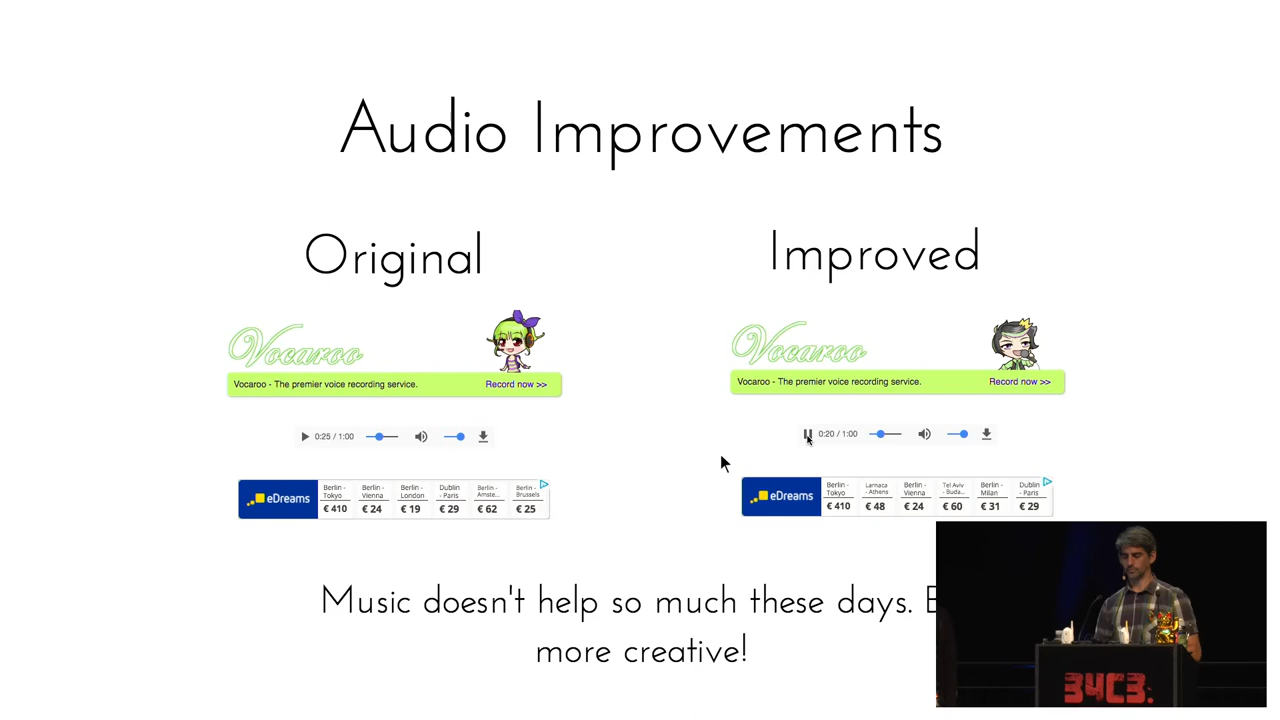 Audio Improvements
Original
Improved
Vocaroo
Vocaroo
Vocaroo - The premier voice recording service. Record now >>
Vocaroo - The premier voice recording service. Record now >>
0:25 / 1:00
0:20 / 1:00
eDreams
Berlin - Tokyo
€ 410
Berlin - Vienna
€ 24
Berlin - London
€ 19
Dublin - Paris
€ 29
Berlin - Amste...
€ 62
Berlin - Brussels
€ 25
eDreams
Berlin - Tokyo
€ 410
Larnaca - Athens
€ 48
Berlin - Vienna
€ 24
Tel Aviv - Buda...
€ 60
Berlin - Milan
€ 31
Dublin - Paris
€ 29
Music doesn't help so much these days.
more creative!
34C3.